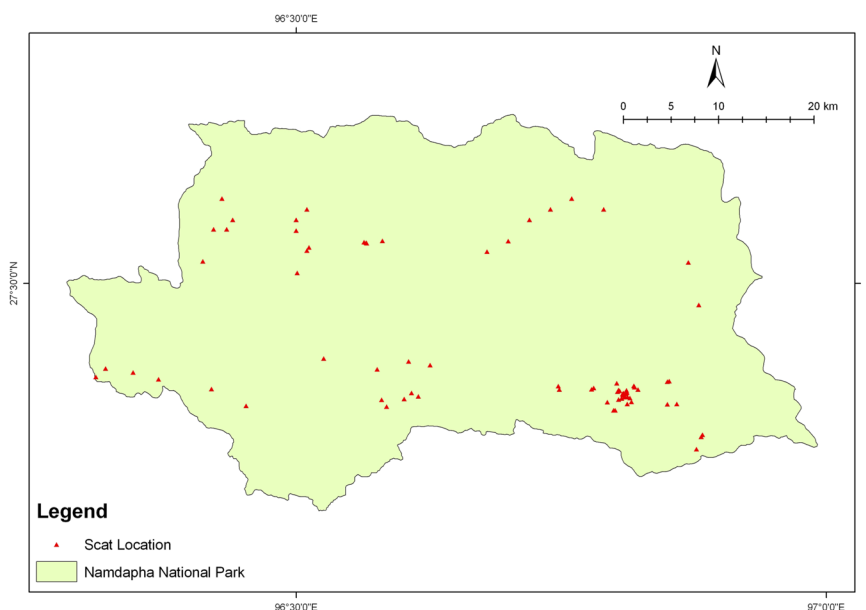 96°30'0"E
N
0 5 10 20 km
27°30'0"N
Legend
Scat Location
Namdapha National Park
96°30'0"E
97°0'0"E